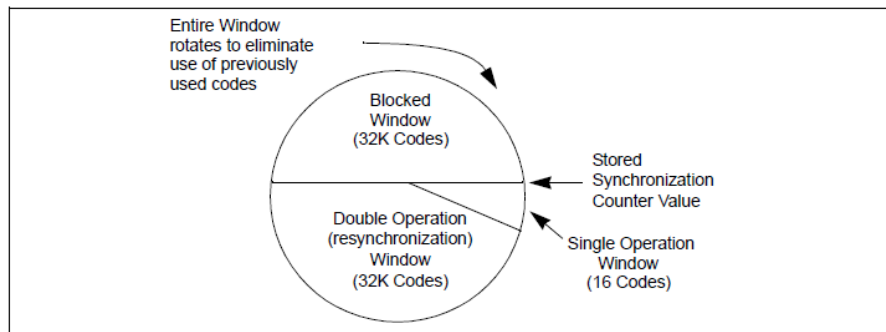 Entire Window
rotates to eliminate
use of previously
used codes
Blocked
Window
(32K Codes)
Stored
Synchronization
Counter Value
Double Operation
(resynchronization)
Window
(32K Codes)
Single Operation
Window
(16 Codes)